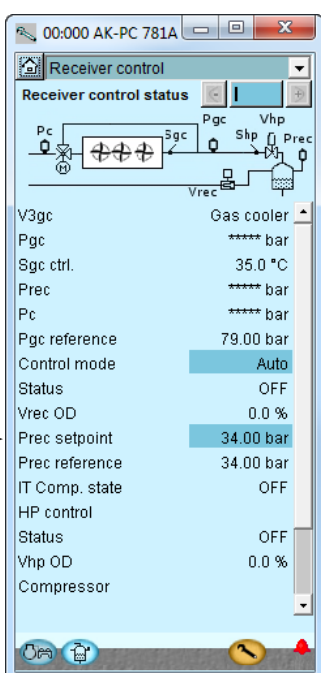 00:000 AK-PC 781A
Receiver control
Receiver control status
Pc
Sgc
Pgc
Shp
Vhp
Prec
M
Vrec
V3gc Gas cooler
Pgc ***** bar
Sgc ctrl. 35.0 °C
Prec ***** bar
Pc ***** bar
Pgc reference 79.00 bar
Control mode Auto
Status OFF
Vrec OD 0.0 %
Prec setpoint 34.00 bar
Prec reference 34.00 bar
IT Comp. state OFF
HP control
Status OFF
Vhp OD 0.0 %
Compressor